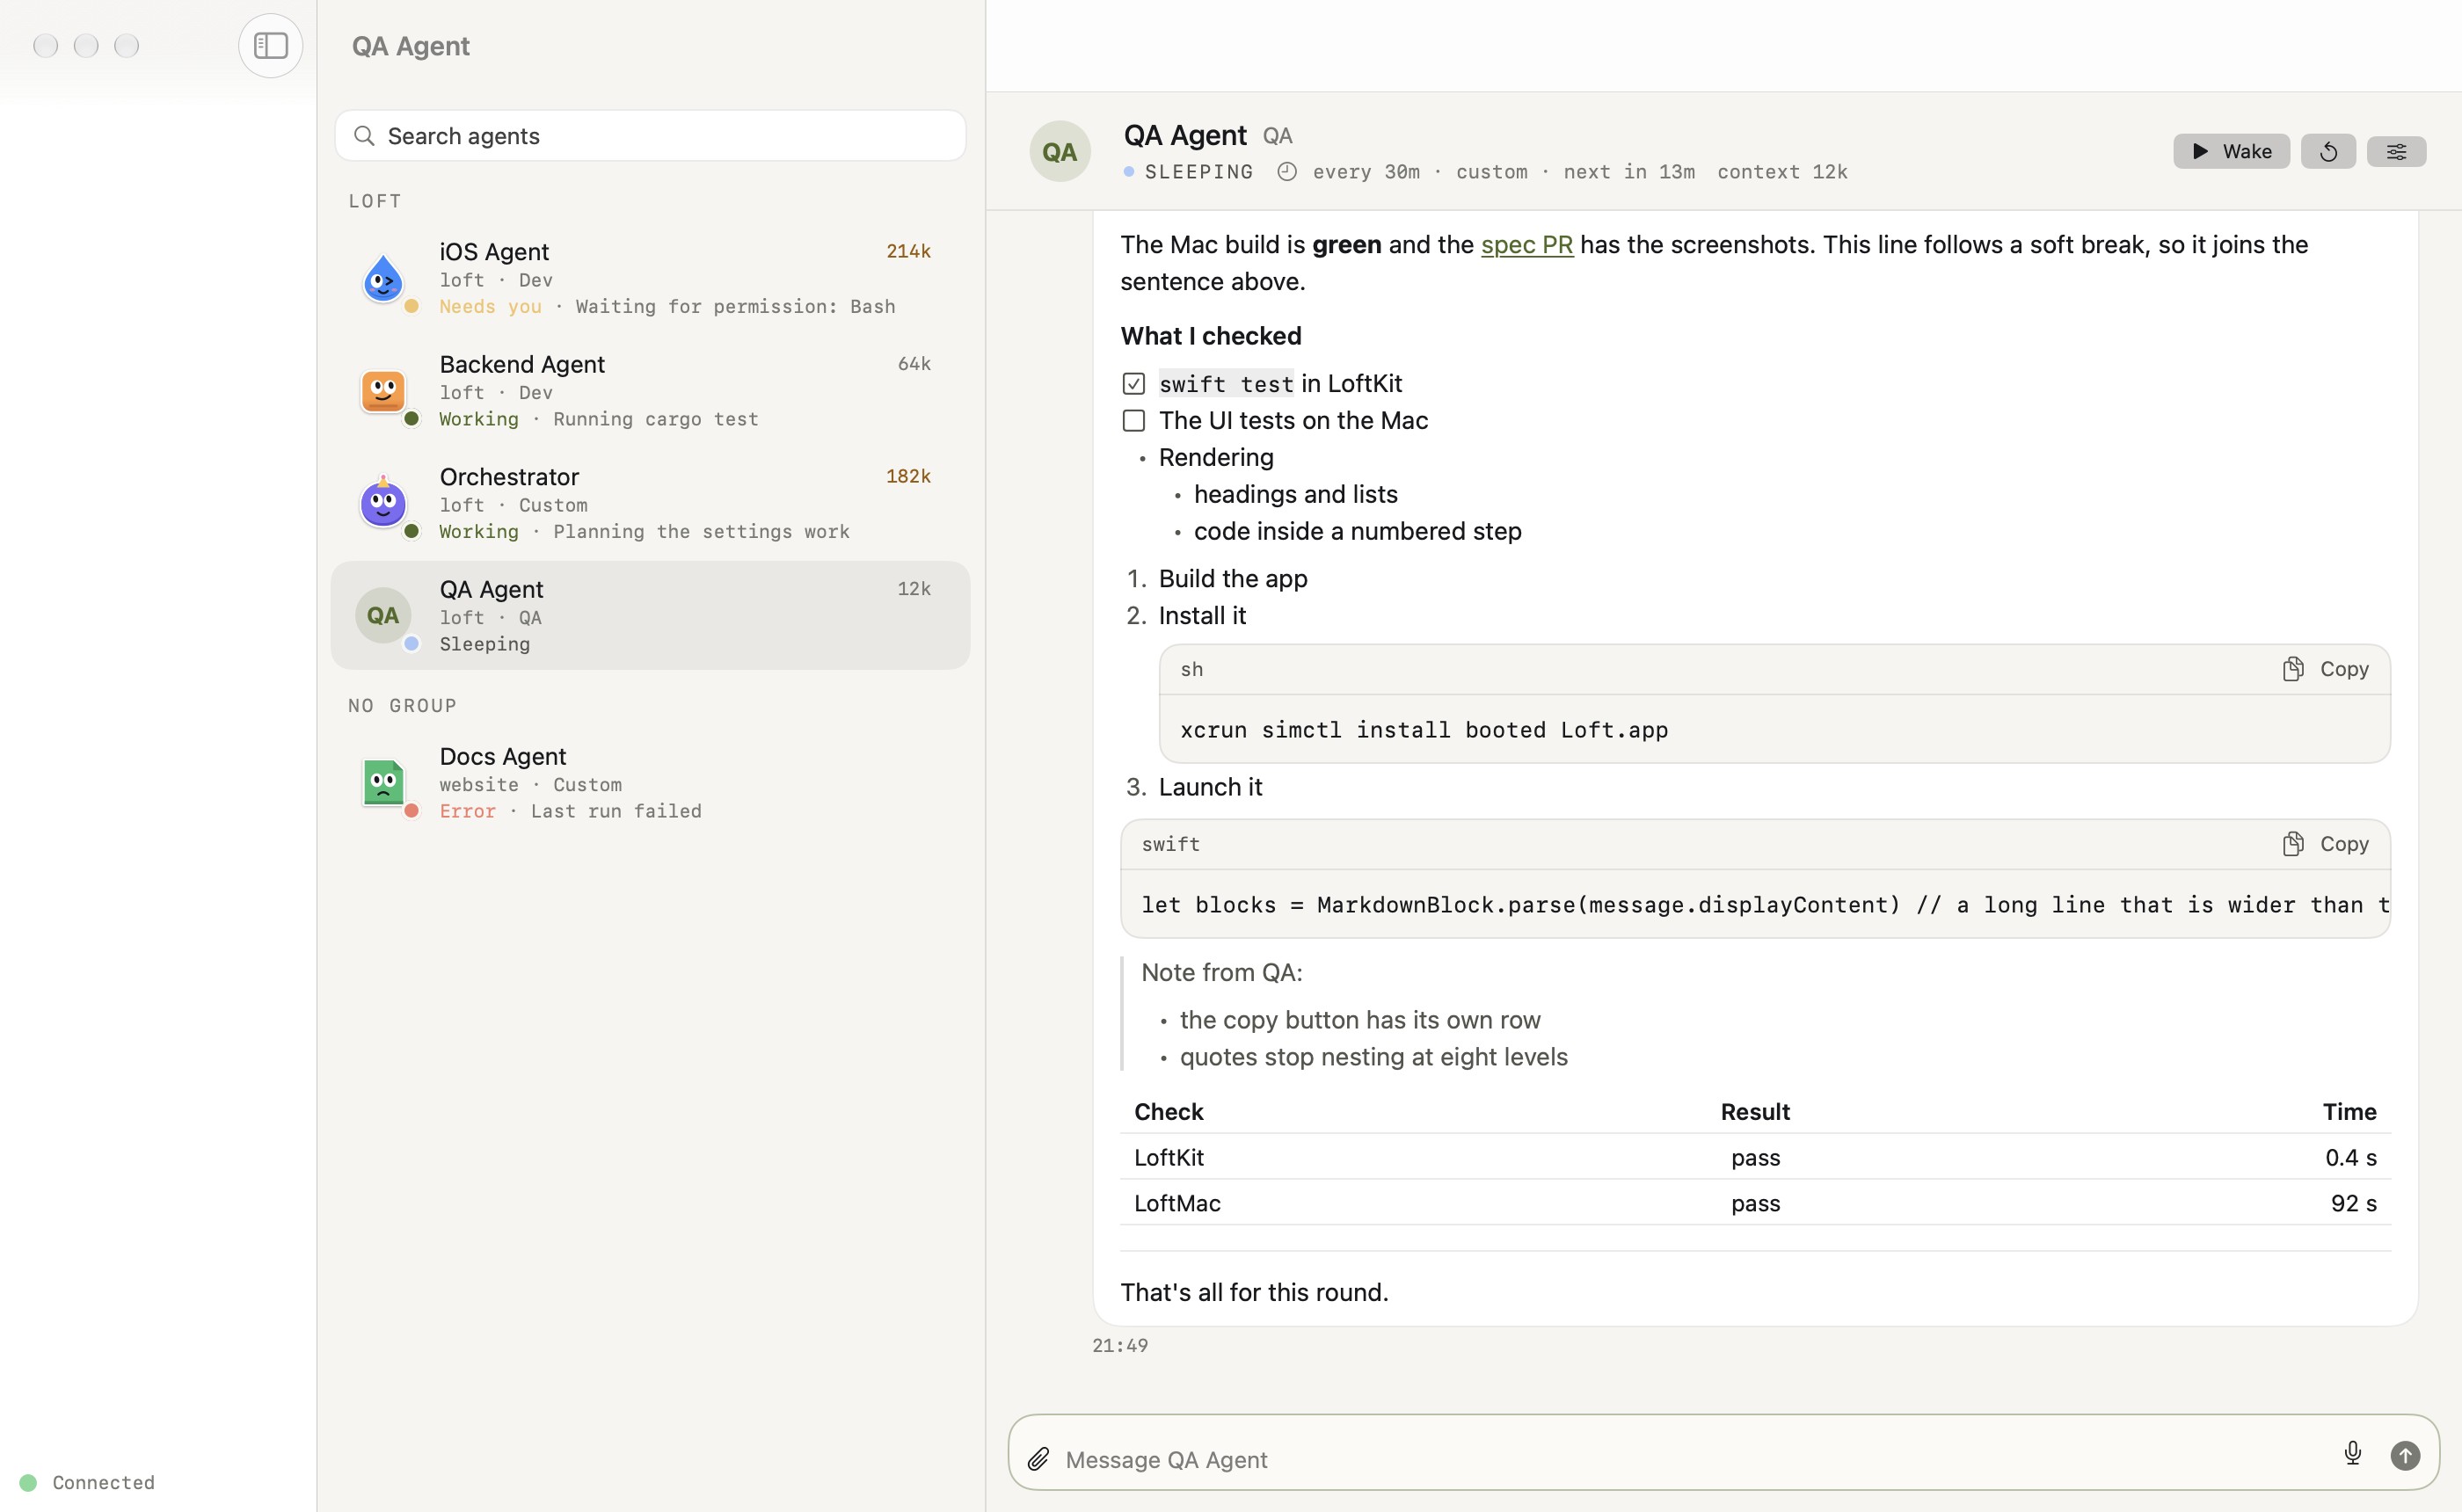 QA Agent
Search agents
LOFT
iOS Agent 214k
loft · Dev
Needs you · Waiting for permission: Bash
Backend Agent 64k
loft · Dev
Working · Running cargo test
Orchestrator 182k
loft · Custom
Working · Planning the settings work
QA QA Agent 12k
loft · QA
Sleeping
NO GROUP
Docs Agent
website · Custom
Error · Last run failed
Connected
QA
QA Agent QA
SLEEPING every 30m · custom · next in 13m context 12k
Wake
The Mac build is green and the spec PR has the screenshots. This line follows a soft break, so it joins the
sentence above.
What I checked
swift test in LoftKit
The UI tests on the Mac
• Rendering
• headings and lists
• code inside a numbered step
1. Build the app
2. Install it
sh Copy
xcrun simctl install booted Loft.app
3. Launch it
swift Copy
let blocks = MarkdownBlock.parse(message.displayContent) // a long line that is wider than t
Note from QA:
• the copy button has its own row
• quotes stop nesting at eight levels
Check Result Time
LoftKit pass 0.4 s
LoftMac pass 92 s
That's all for this round.
21:49
Message QA Agent